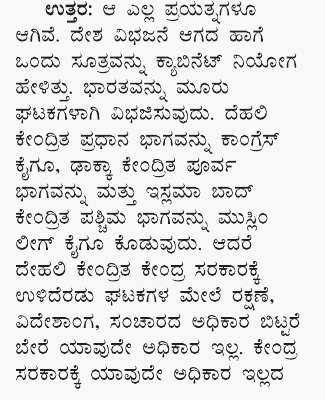 ಉತ್ತರ: ಆ ಎಲ್ಲ ಪ್ರಯತ್ನಗಳೂ
ಆಗಿವೆ. ದೇಶ ವಿಭಜನೆ ಆಗದ ಹಾಗೆ
ಒಂದು ಸೂತ್ರವನ್ನು ಕ್ಯಾಬಿನೆಟ್ ನಿಯೋಗ
ಹೇಳಿತ್ತು. ಭಾರತವನ್ನು ಮೂರು
ಘಟಕಗಳಾಗಿ ವಿಭಜಿಸುವುದು. ದೆಹಲಿ
ಕೇಂದ್ರಿತ ಪ್ರಧಾನ ಭಾಗವನ್ನು ಕಾಂಗ್ರೆಸ್
ಕೈಗೂ, ಢಾಕ್ಕಾ ಕೇಂದ್ರಿತ ಪೂರ್ವ
ಭಾಗವನ್ನು ಮತ್ತು ಇಸ್ಲಮಾ ಬಾದ್
ಕೇಂದ್ರಿತ ಪಶ್ಚಿಮ ಭಾಗವನ್ನು ಮುಸ್ಲಿಂ
ಲೀಗ್ ಕೈಗೂ ಕೊಡುವುದು. ಆದರೆ
ದೇಹಲಿ ಕೇಂದ್ರಿತ ಕೇಂದ್ರ ಸರಕಾರಕ್ಕೆ
ಉಳಿದೆರಡು ಘಟಕಗಳ ಮೇಲೆ ರಕ್ಷಣೆ,
ವಿದೇಶಾಂಗ, ಸಂಚಾರದ ಅಧಿಕಾರ ಬಿಟ್ಟರೆ
ಬೇರೆ ಯಾವುದೇ ಅಧಿಕಾರ ಇಲ್ಲ. ಕೇಂದ್ರ
ಸರಕಾರಕ್ಕೆ ಯಾವುದೇ ಅಧಿಕಾರ ಇಲ್ಲದ